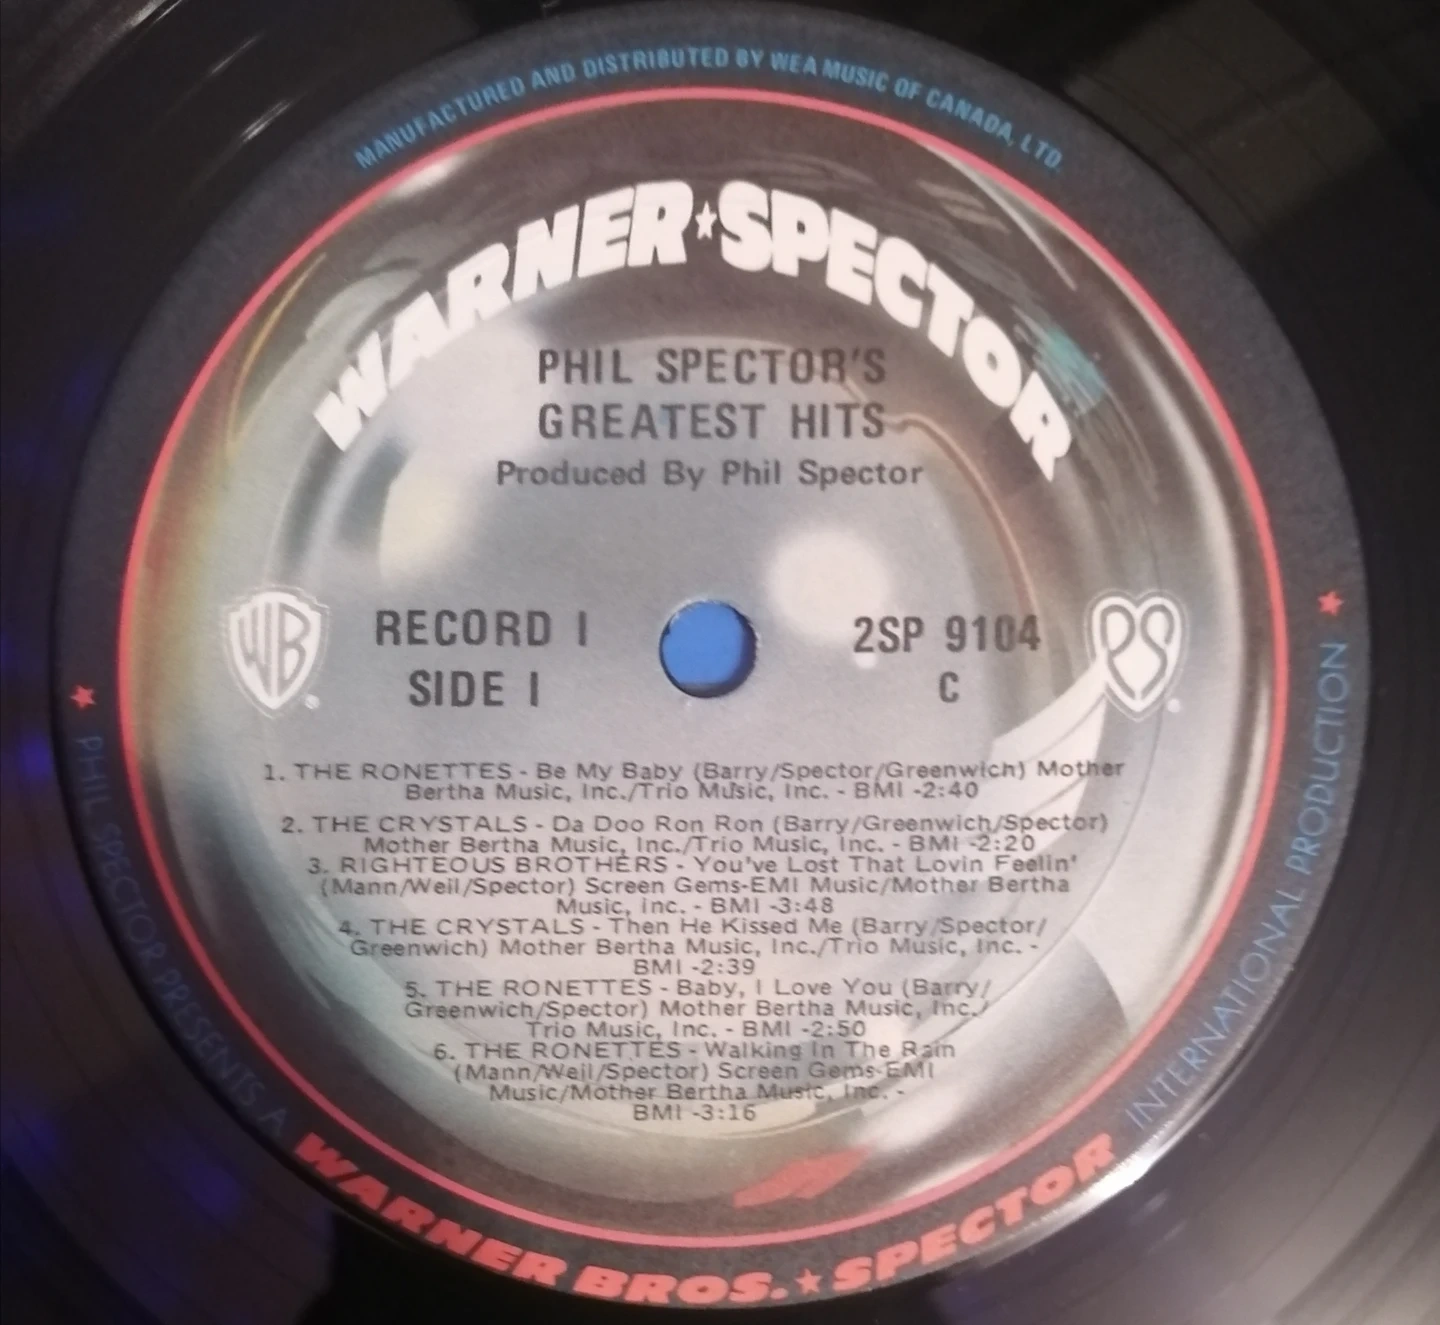 MANUFACTURED AND DISTRIBUTED BY WEA MUSIC OF CANADA, LTD.
WARNER★SPECTOR
PHIL SPECTOR'S
GREATEST HITS
Produced By Phil Spector
WB
RECORD 1
SIDE 1
2SP 9104
C
PS
1. THE RONETTES - Be My Baby (Barry/Spector/Greenwich) Mother
Bertha Music, Inc./Trio Music, Inc. - BMI -2:40
2. THE CRYSTALS - Da Doo Ron Ron (Barry/Greenwich/Spector)
Mother Bertha Music, Inc./Trio Music, Inc. - BMI -2:20
3. RIGHTEOUS BROTHERS - You've Lost That Lovin Feelin'
(Mann/Weil/Spector) Screen Gems-EMI Music/Mother Bertha
Music, Inc. - BMI -3:48
4. THE CRYSTALS - Then He Kissed Me (Barry/Spector/
Greenwich) Mother Bertha Music, Inc./Trio Music, Inc. -
BMI -2:39
5. THE RONETTES - Baby, I Love You (Barry/
Greenwich/Spector) Mother Bertha Music, Inc./
Trio Music, Inc. - BMI -2:50
6. THE RONETTES - Walking In The Rain
(Mann/Weil/Spector) Screen Gems-EMI
Music/Mother Bertha Music, Inc. -
BMI -3:16
★ PHIL SPECTOR PRESENTS A WARNER BROS.★SPECTOR INTERNATIONAL PRODUCTION ★